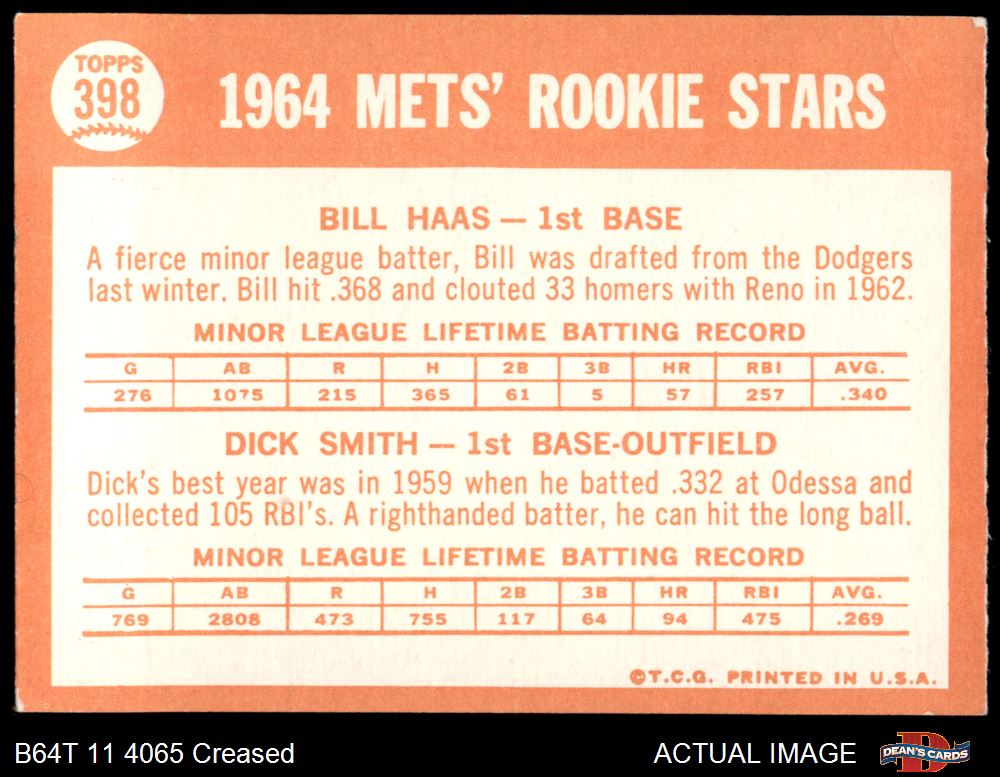 TOPPS
398
1964 METS' ROOKIE STARS
BILL HAAS — 1st BASE
A fierce minor league batter, Bill was drafted from the Dodgers
last winter. Bill hit .368 and clouted 33 homers with Reno in 1962.
MINOR LEAGUE LIFETIME BATTING RECORD
G AB R H 2B 3B HR RBI AVG.
276 1075 215 365 61 5 57 257 .340
DICK SMITH — 1st BASE-OUTFIELD
Dick's best year was in 1959 when he batted .332 at Odessa and
collected 105 RBI's. A righthanded batter, he can hit the long ball.
MINOR LEAGUE LIFETIME BATTING RECORD
G AB R H 2B 3B HR RBI AVG.
769 2808 473 755 117 64 94 475 .269
©T.C.G. PRINTED IN U.S.A.
B64T 11 4065 Creased
ACTUAL IMAGE
DEAN'S CARDS